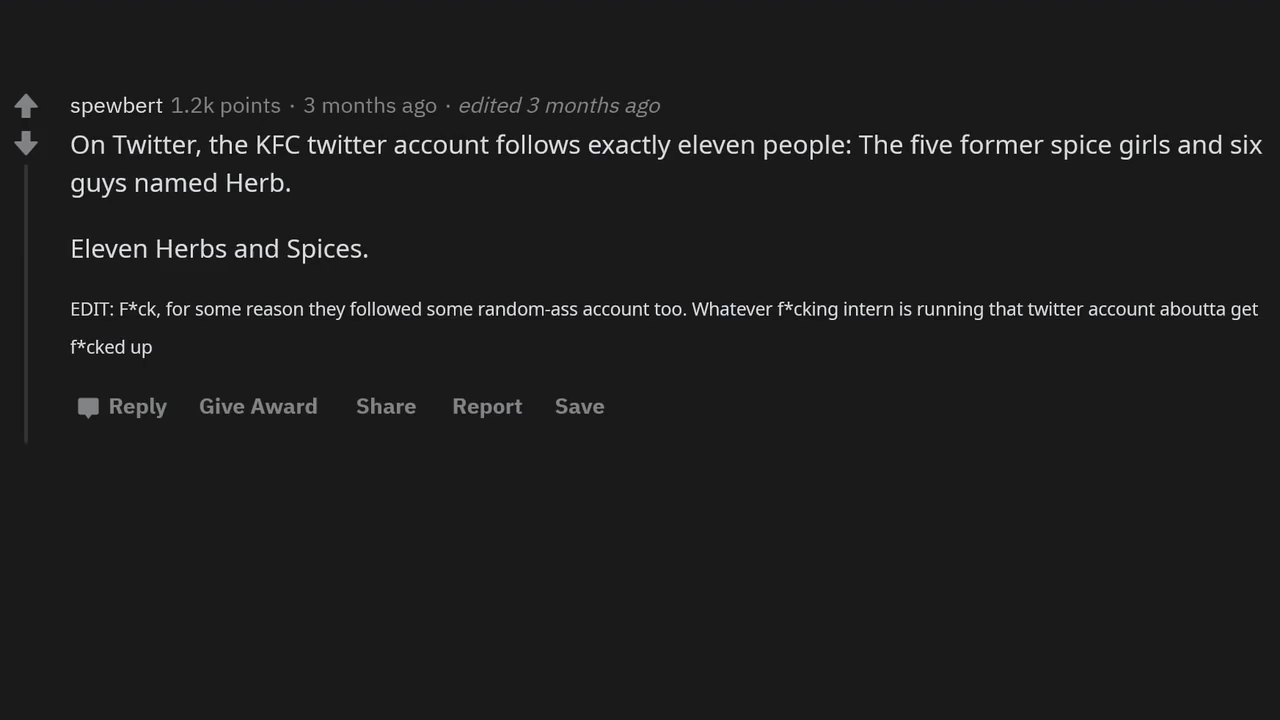 spewbert 1.2k points · 3 months ago · edited 3 months ago
On Twitter, the KFC twitter account follows exactly eleven people: The five former spice girls and six
guys named Herb.
Eleven Herbs and Spices.
EDIT: F*ck, for some reason they followed some random-ass account too. Whatever f*cking intern is running that twitter account aboutta get
f*cked up
Reply Give Award Share Report Save